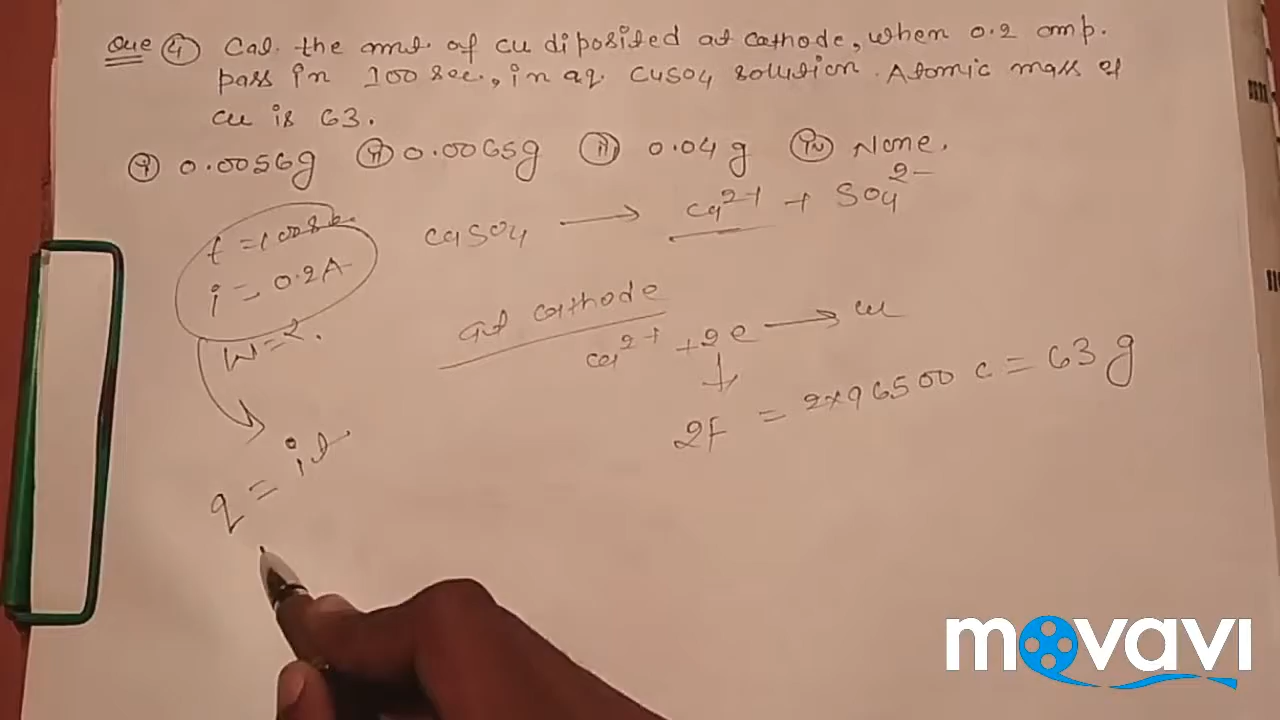 Que 4 Cal. the amt. of cu diposited at cathode, when 0.2 amp.
pass in 100 sec., in aq. CuSO4 solution. Atomic mass of
cu is 63.
(i) 0.0056g (ii) 0.0065g (iii) 0.04 g (iv) None.
t = 100 sec.
i = 0.2A
w = ?
CuSO4 → Cu2+ + SO4 2-
at cathode
Cu2+ + 2e → cu
2F = 2×96500 c = 63 g
q = it
movavi